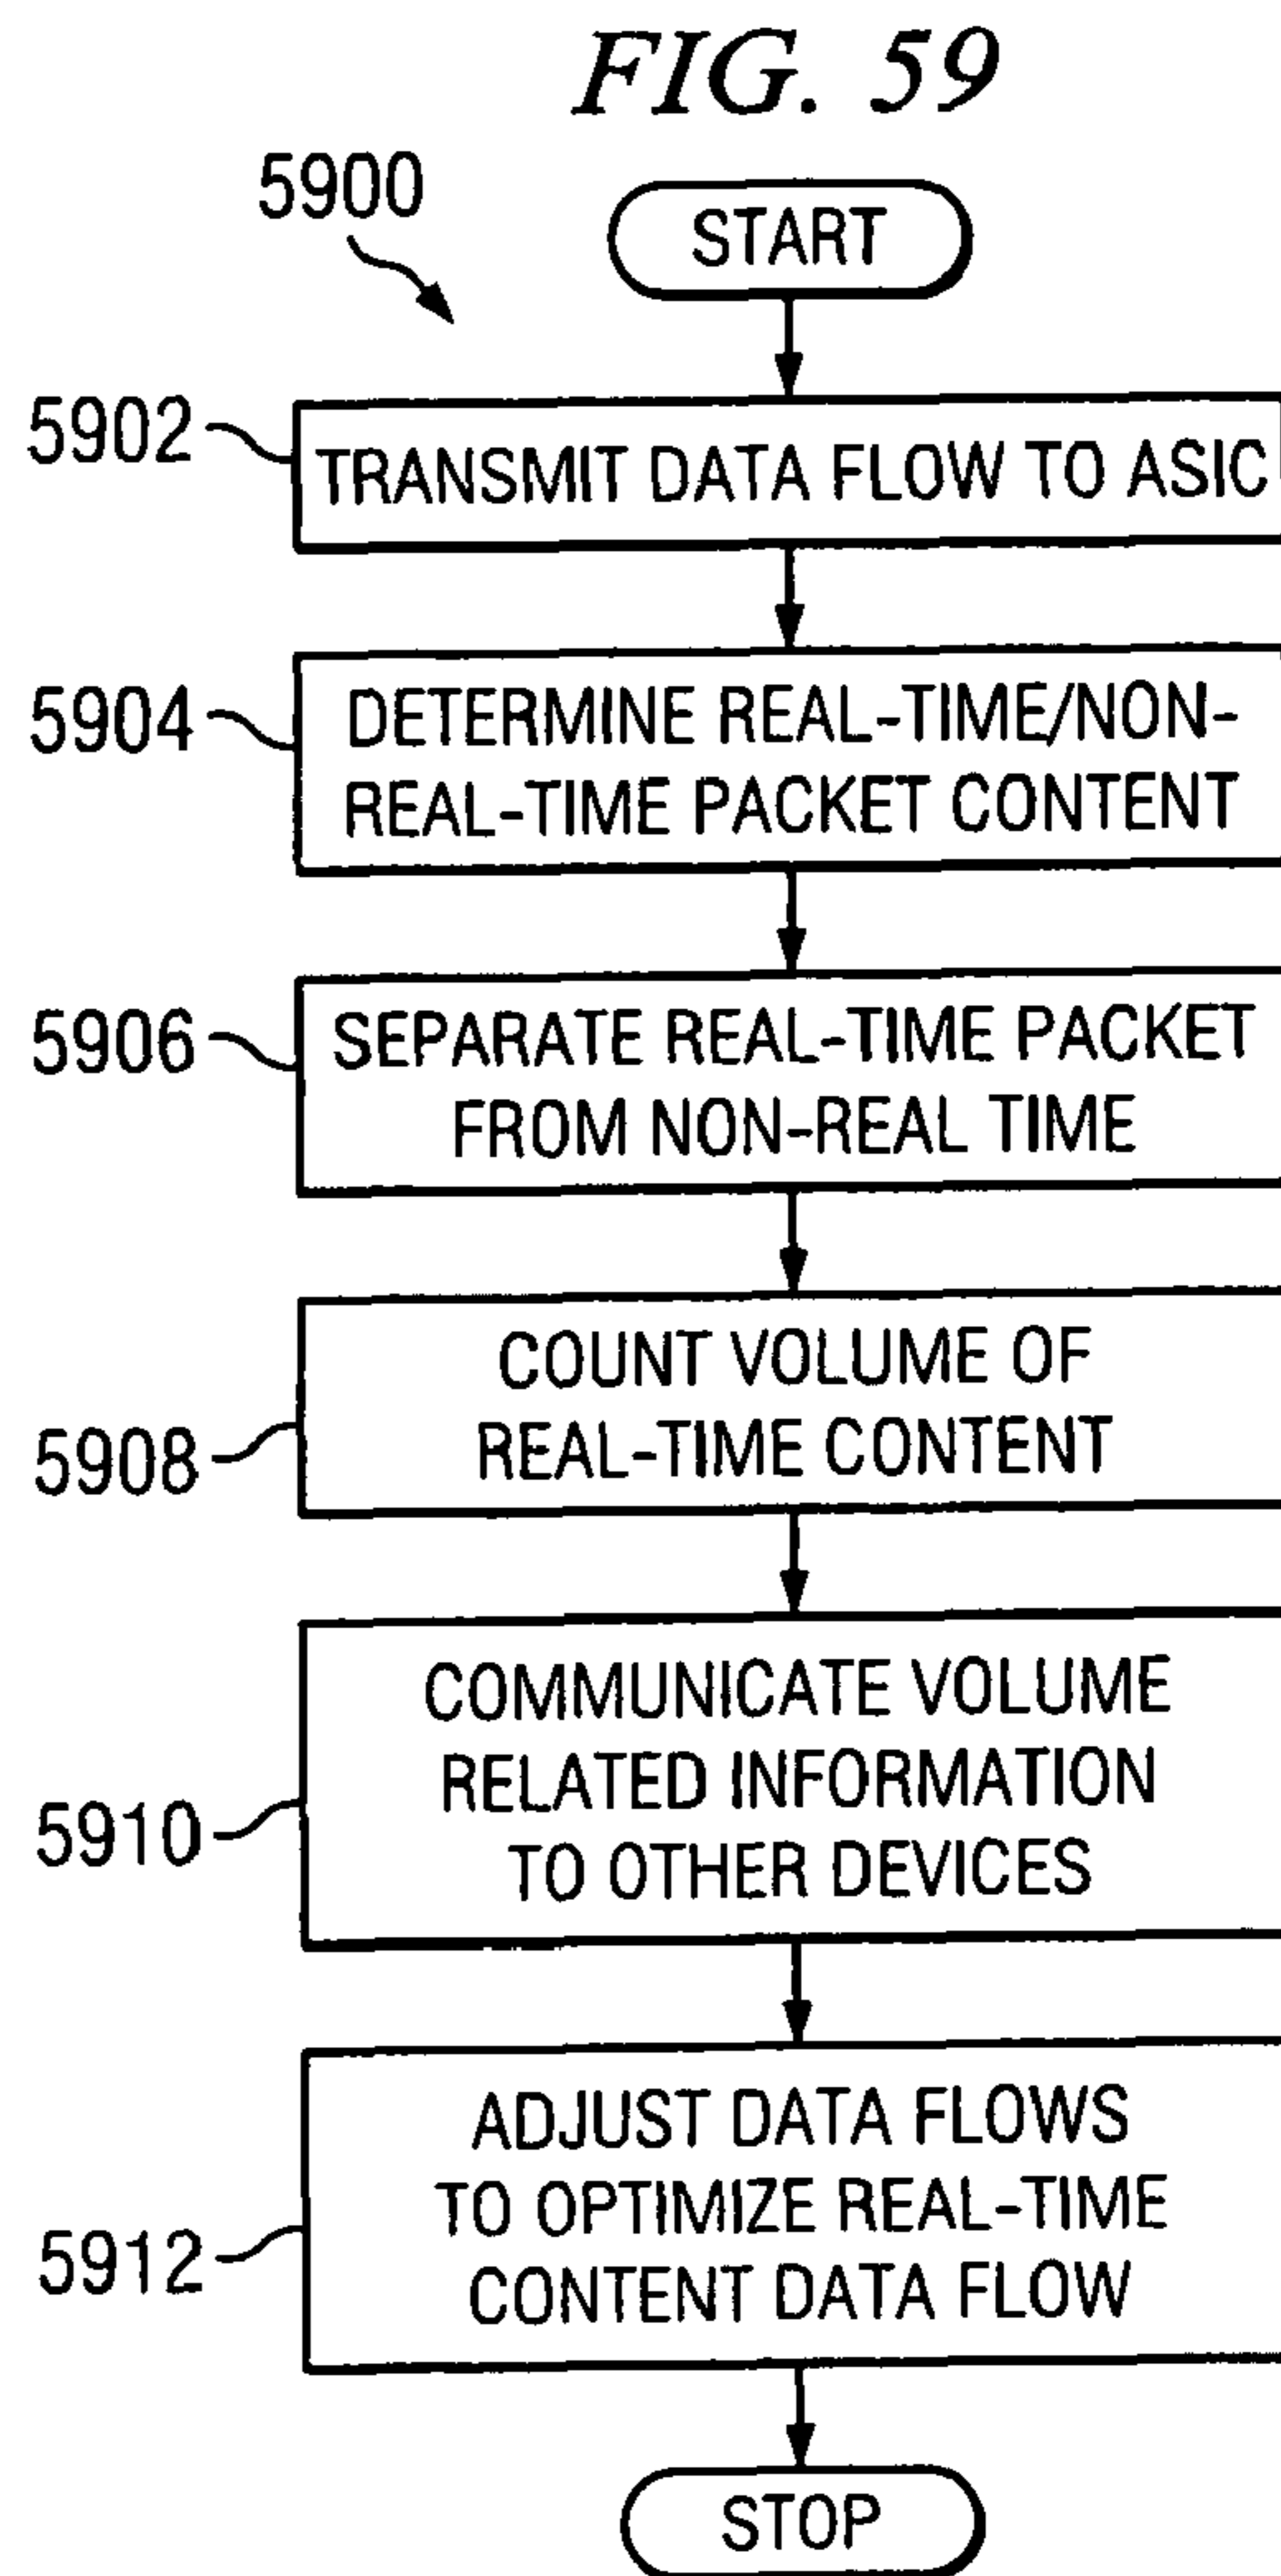 FIG. 59
5900
START
5902
TRANSMIT DATA FLOW TO ASIC
5904
DETERMINE REAL-TIME/NON-
REAL-TIME PACKET CONTENT
5906
SEPARATE REAL-TIME PACKET
FROM NON-REAL TIME
5908
COUNT VOLUME OF
REAL-TIME CONTENT
5910
COMMUNICATE VOLUME
RELATED INFORMATION
TO OTHER DEVICES
5912
ADJUST DATA FLOWS
TO OPTIMIZE REAL-TIME
CONTENT DATA FLOW
STOP